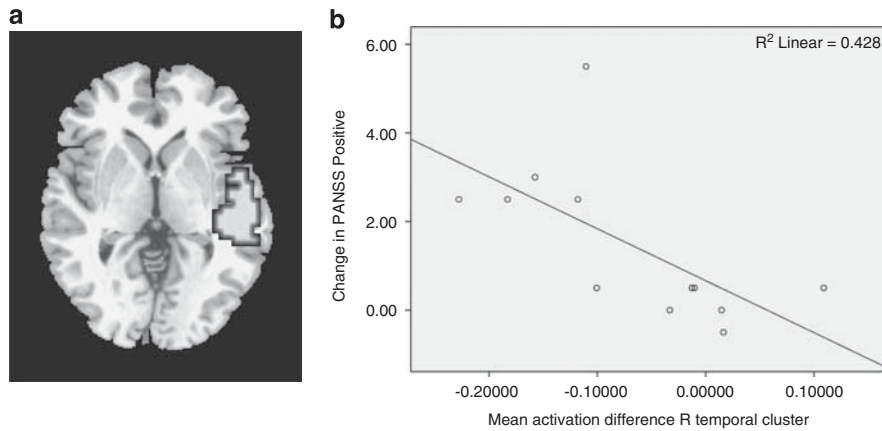 a
b
R² Linear = 0.428
6.00
4.00
2.00
0.00
Change in PANSS Positive
-0.20000 -0.10000 0.00000 0.10000
Mean activation difference R temporal cluster